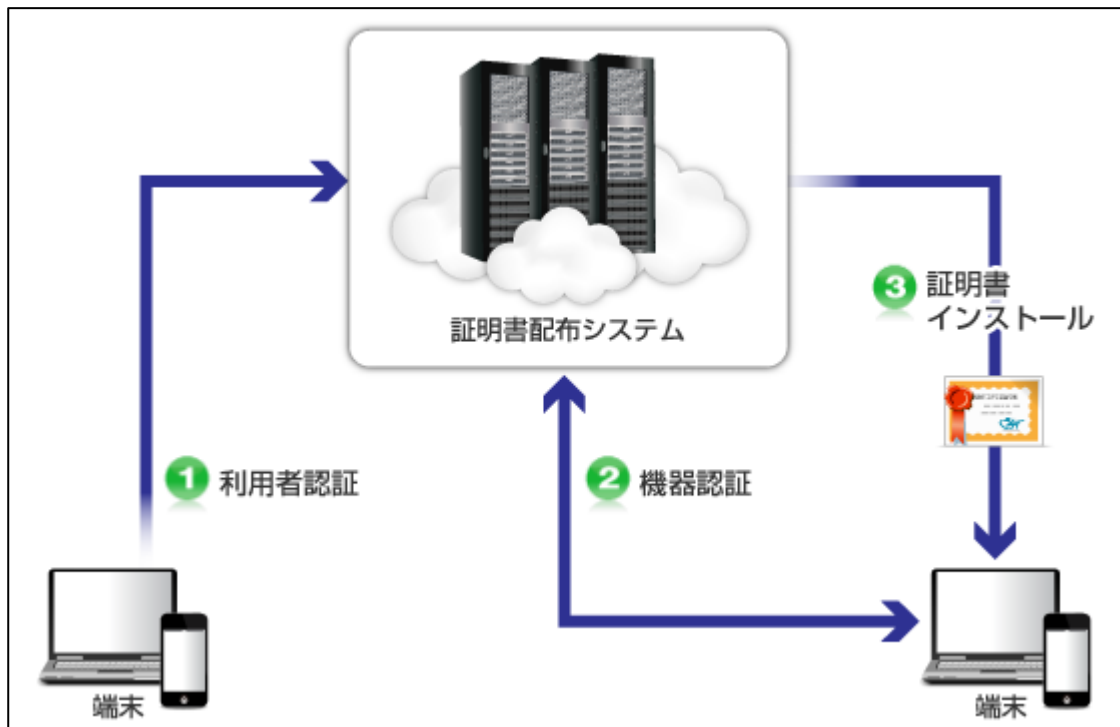 証明書配布システム
3 証明書
インストール
1 利用者認証
2 機器認証
端末
端末